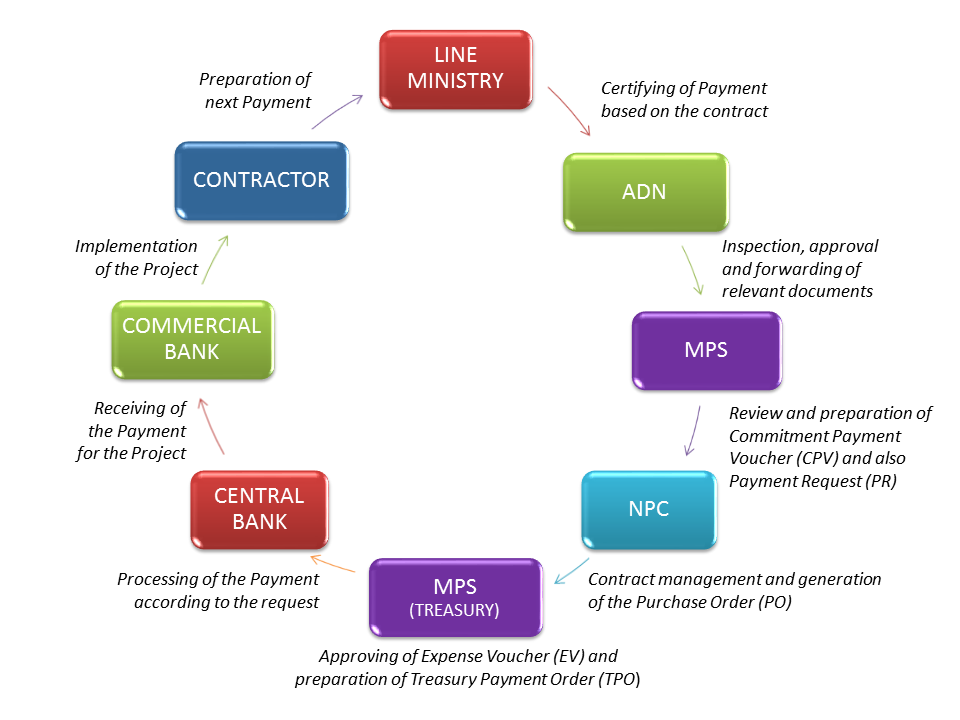 LINE
MINISTRY
Certifying of Payment
based on the contract
ADN
Inspection, approval
and forwarding of
relevant documents
MPS
Review and preparation of
Commitment Payment
Voucher (CPV) and also
Payment Request (PR)
NPC
Contract management and generation
of the Purchase Order (PO)
MPS
(TREASURY)
Approving of Expense Voucher (EV) and
preparation of Treasury Payment Order (TPO)
CENTRAL
BANK
Processing of the Payment
according to the request
COMMERCIAL
BANK
Receiving of
the Payment
for the Project
CONTRACTOR
Implementation
of the Project
Preparation of
next Payment